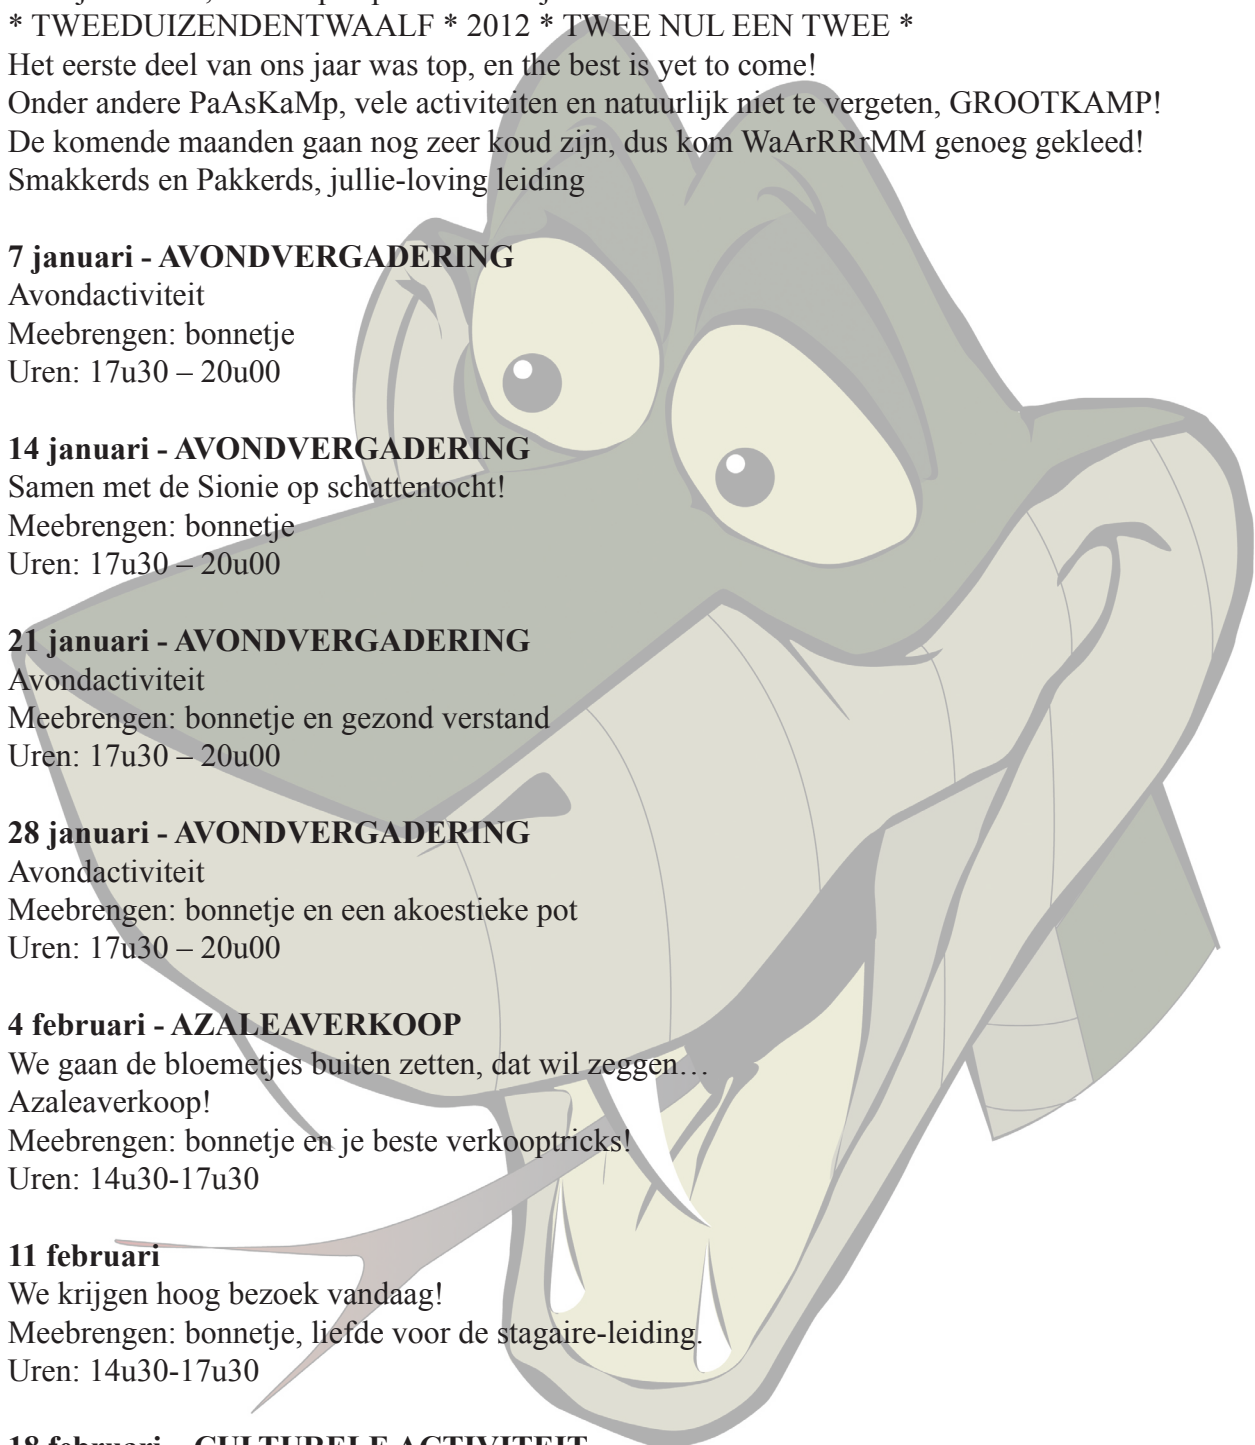 * TWEEDUIZENDENTWAALF * 2012 * TWEE NUL EEN TWEE *
Het eerste deel van ons jaar was top, en the best is yet to come!
Onder andere PaAsKaMp, vele activiteiten en natuurlijk niet te vergeten, GROOTKAMP!
De komende maanden gaan nog zeer koud zijn, dus kom WaArRRrMM genoeg gekleed!
Smakkerds en Pakkerds, jullie-loving leiding
7 januari - AVONDVERGADERING
Avondactiviteit
Meebrengen: bonnetje
Uren: 17u30 – 20u00
14 januari - AVONDVERGADERING
Samen met de Sionie op schattentocht!
Meebrengen: bonnetje
Uren: 17u30 – 20u00
21 januari - AVONDVERGADERING
Avondactiviteit
Meebrengen: bonnetje en gezond verstand
Uren: 17u30 – 20u00
28 januari - AVONDVERGADERING
Avondactiviteit
Meebrengen: bonnetje en een akoestieke pot
Uren: 17u30 – 20u00
4 februari - AZALEAVERKOOP
We gaan de bloemetjes buiten zetten, dat wil zeggen…
Azaleaverkoop!
Meebrengen: bonnetje en je beste verkooptricks!
Uren: 14u30-17u30
11 februari
We krijgen hoog bezoek vandaag!
Meebrengen: bonnetje, liefde voor de stagaire-leiding.
Uren: 14u30-17u30
18 februari – CULTURELE ACTIVITEIT